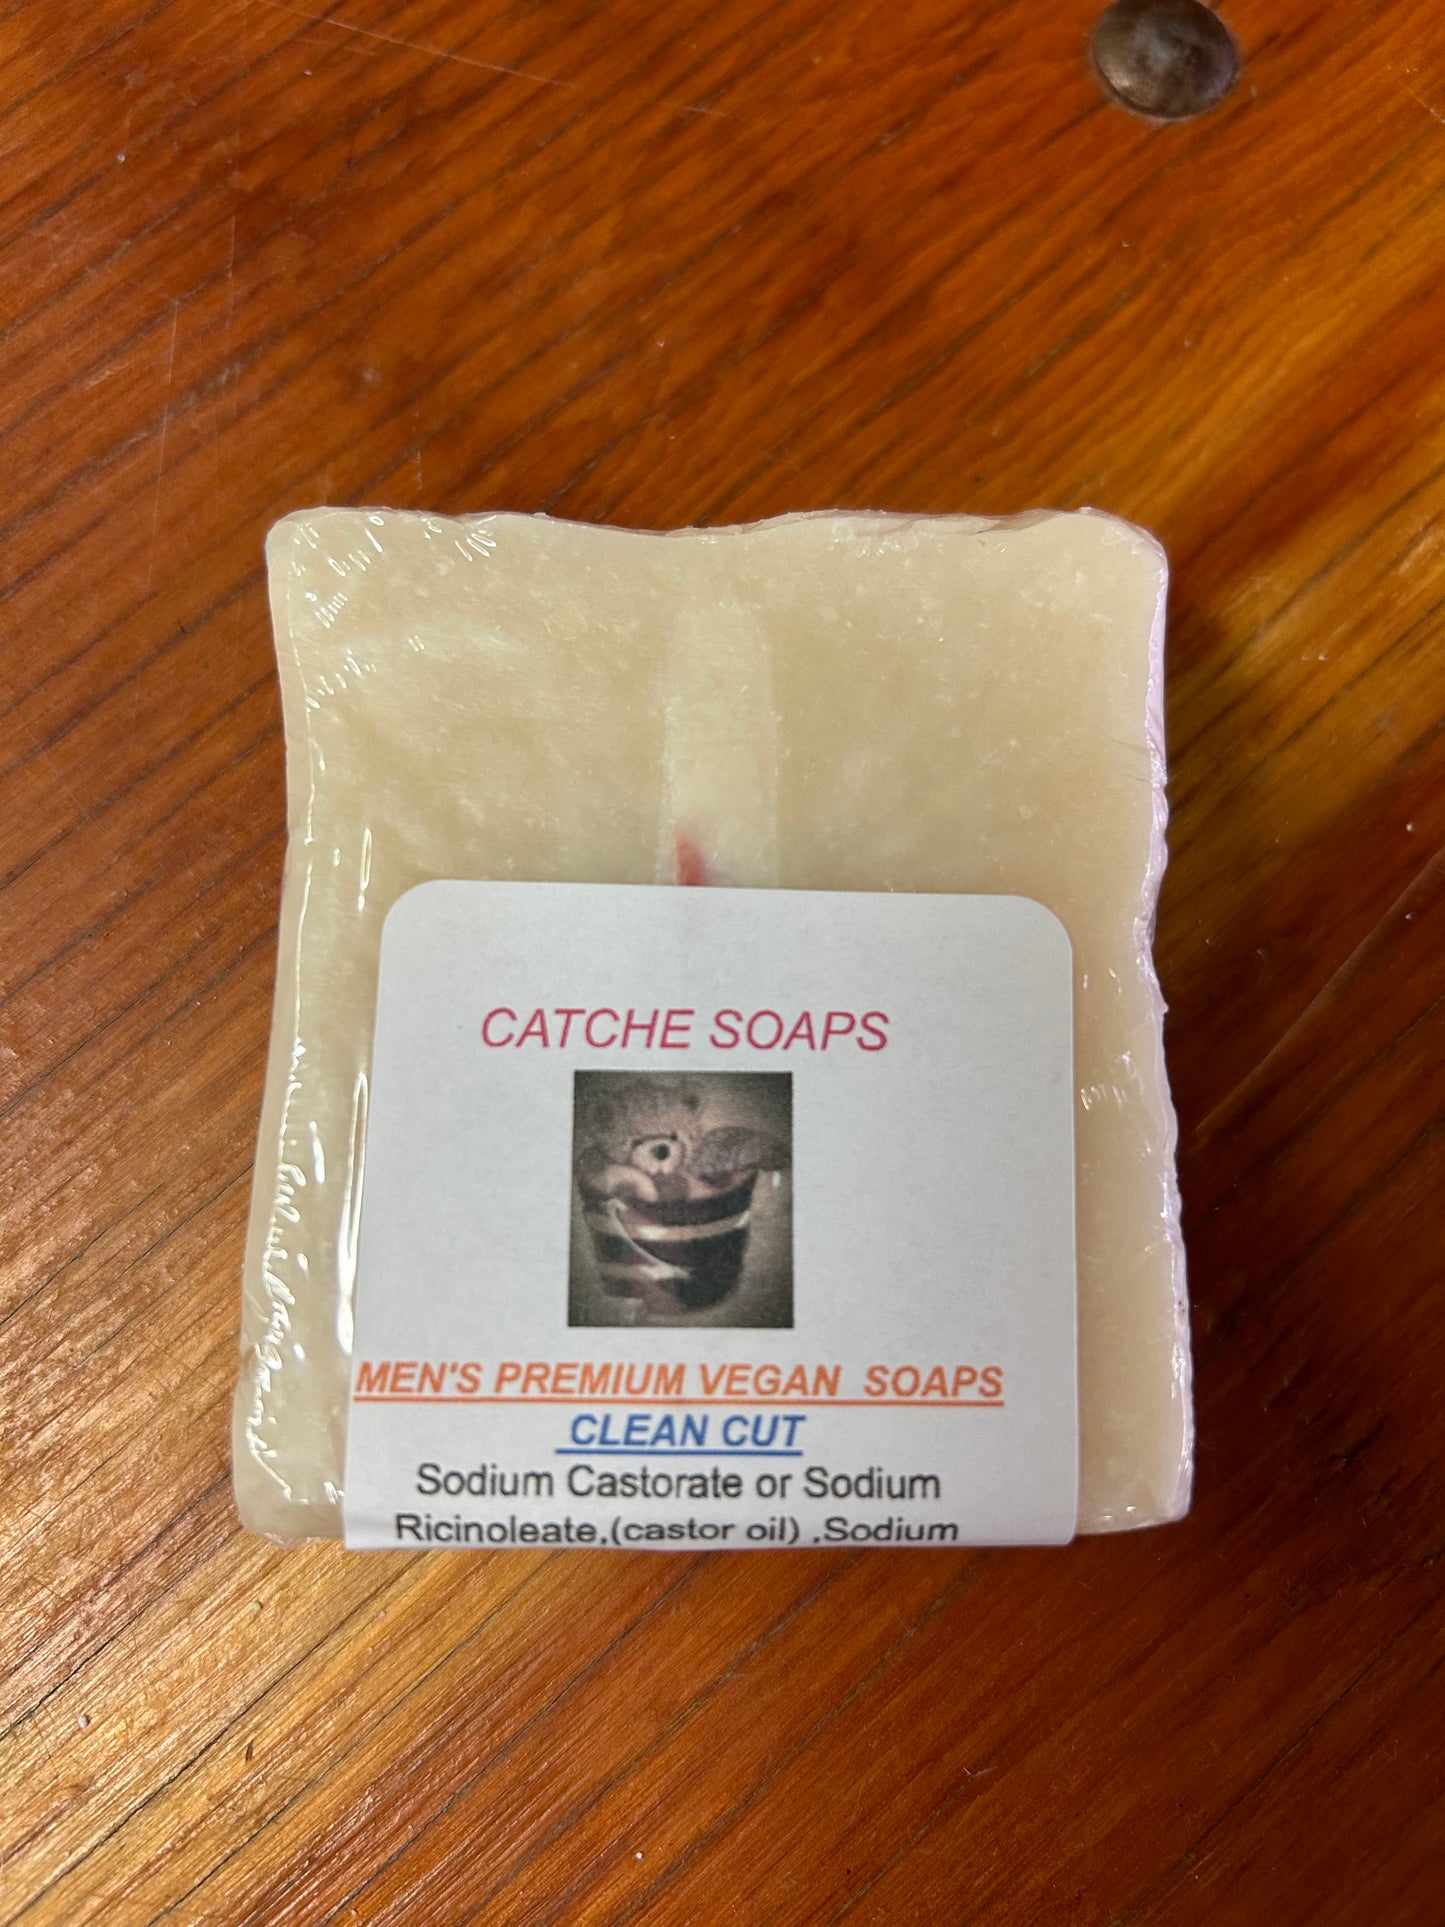 CATCHE SOAPS
MEN'S PREMIUM VEGAN SOAPS
CLEAN CUT
Sodium Castorate or Sodium
Ricinoleate,(castor oil) ,Sodium